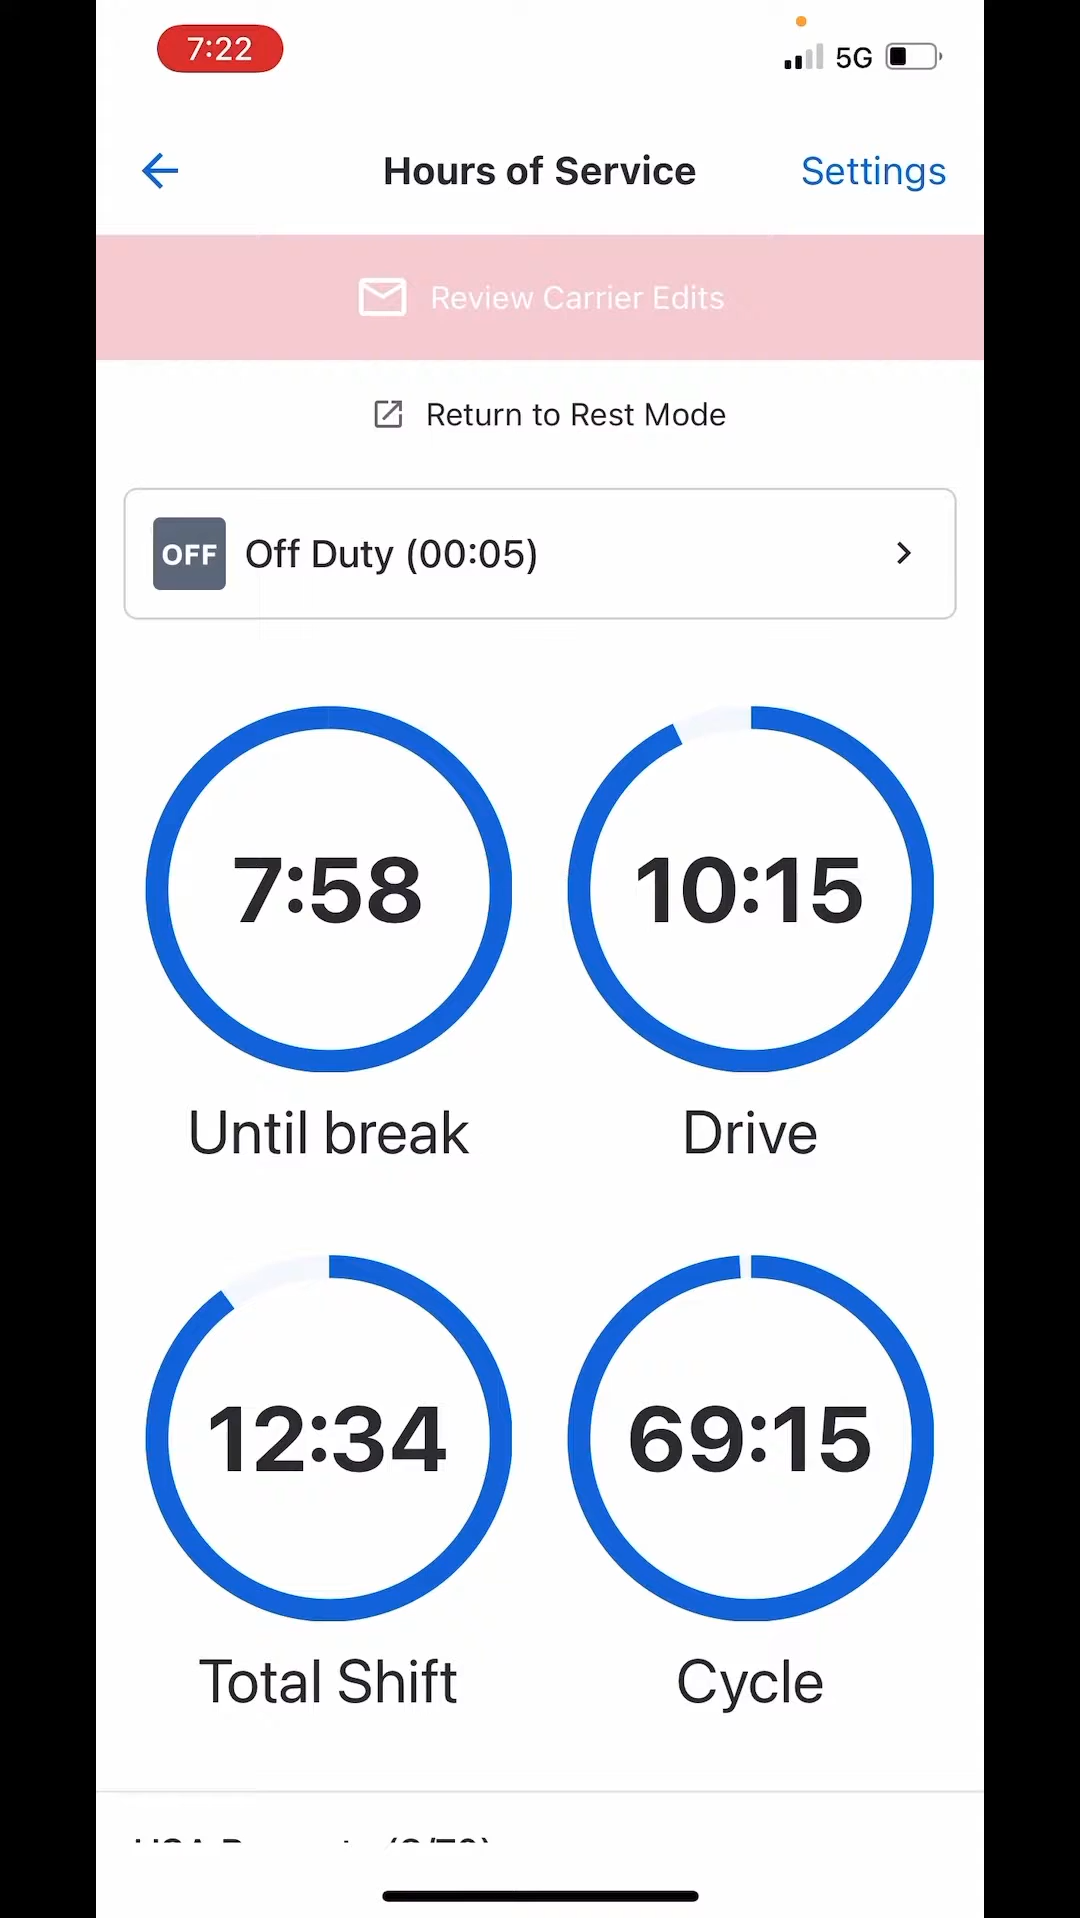 7:22
5G
Hours of Service
Settings
Review Carrier Edits
Return to Rest Mode
OFF
Off Duty (00:05)
7:58
10:15
Until break
Drive
12:34
69:15
Total Shift
Cycle